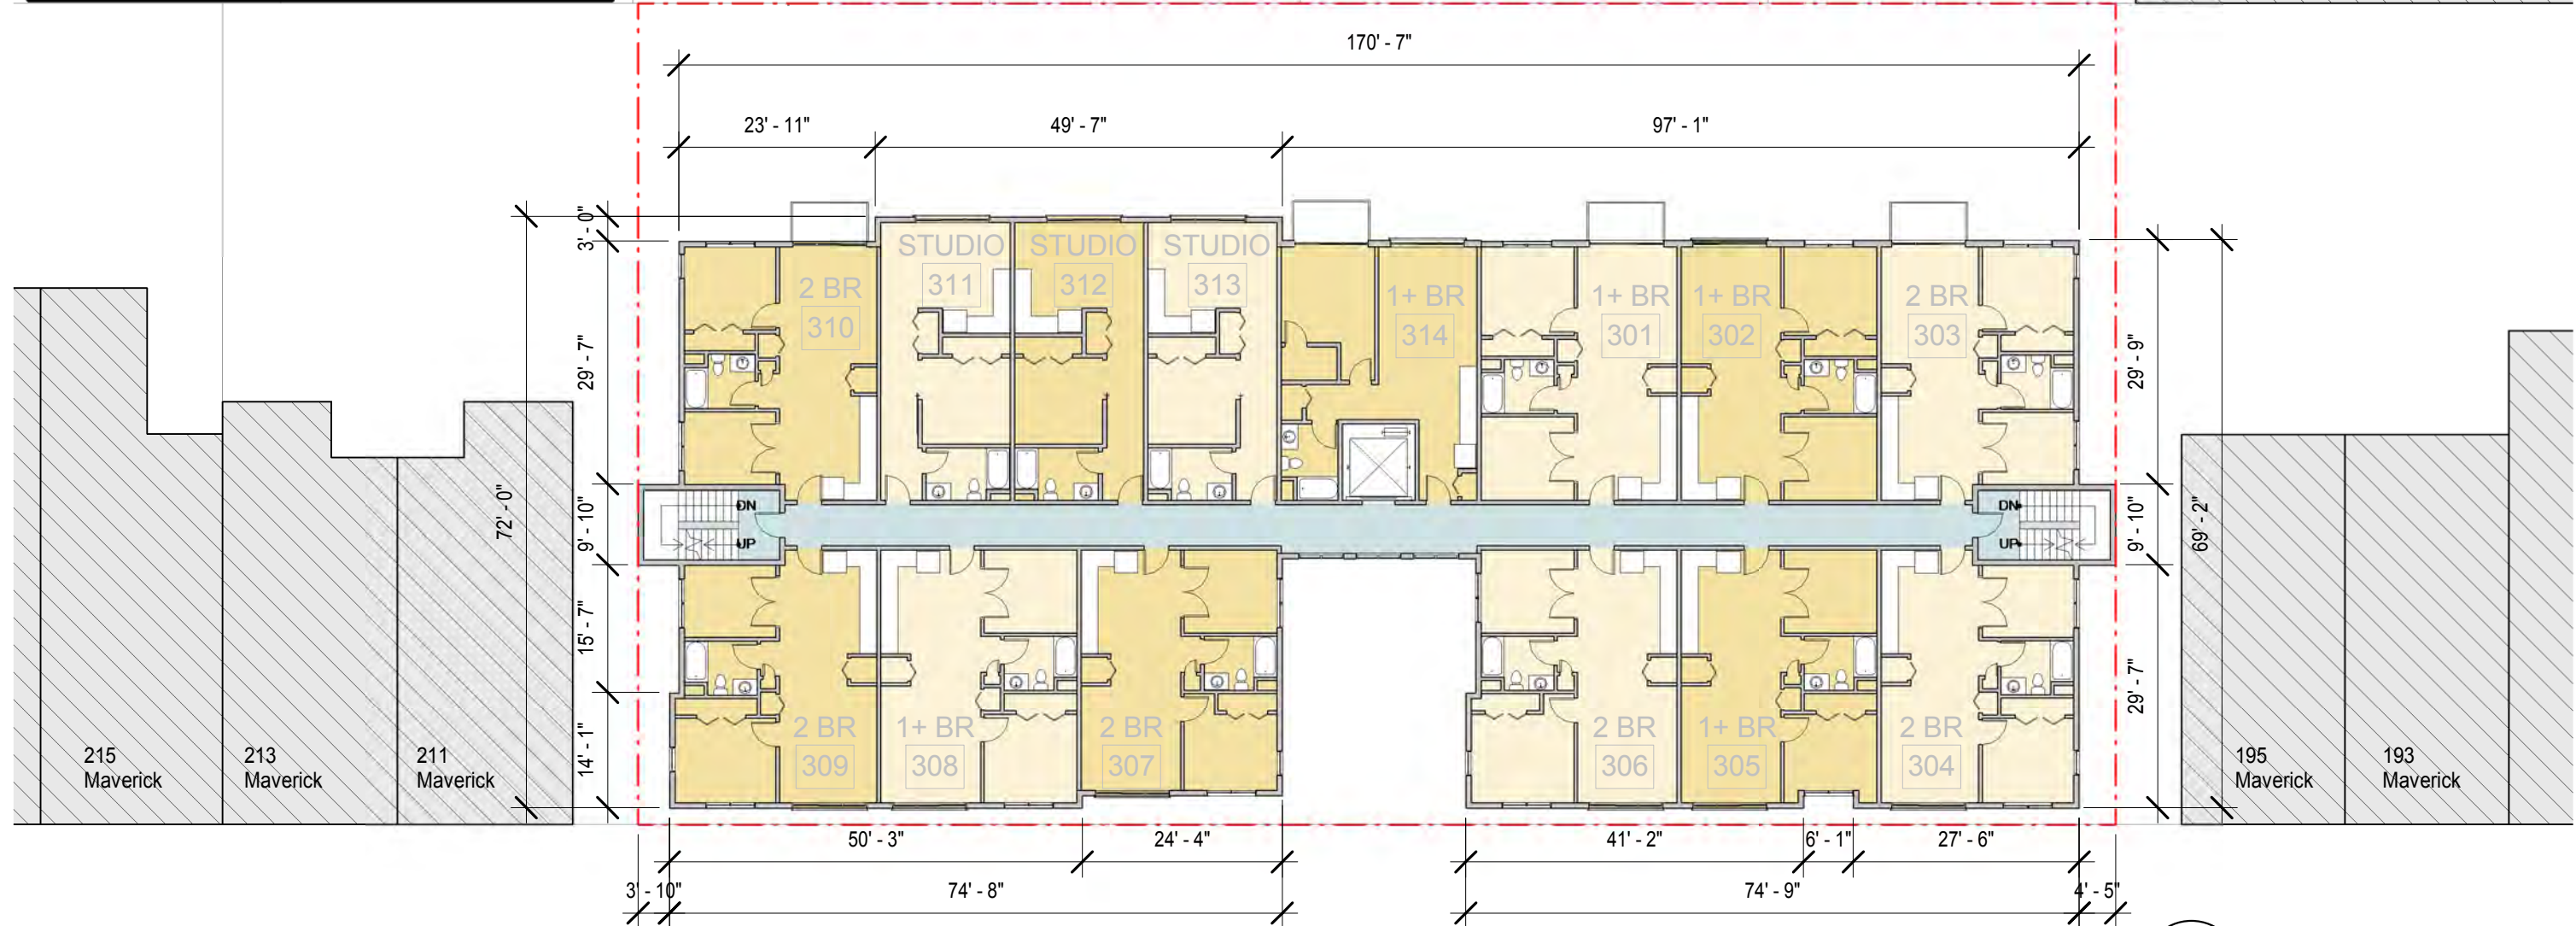 170' - 7"
23' - 11"
49' - 7"
97' - 1"
3' - 0"
29' - 7"
9' - 10"
15' - 7"
14' - 1"
72' - 0"
2 BR
310
STUDIO
311
STUDIO
312
STUDIO
313
1+ BR
314
1+ BR
301
1+ BR
302
2 BR
303
29' - 9"
9' - 10"
29' - 7"
69' - 2"
DN
UP
DN
UP
2 BR
309
1+ BR
308
2 BR
307
2 BR
306
1+ BR
305
2 BR
304
215
Maverick
213
Maverick
211
Maverick
195
Maverick
193
Maverick
50' - 3"
24' - 4"
41' - 2"
6' - 1"
27' - 6"
3' - 10"
74' - 8"
74' - 9"
4' - 5"